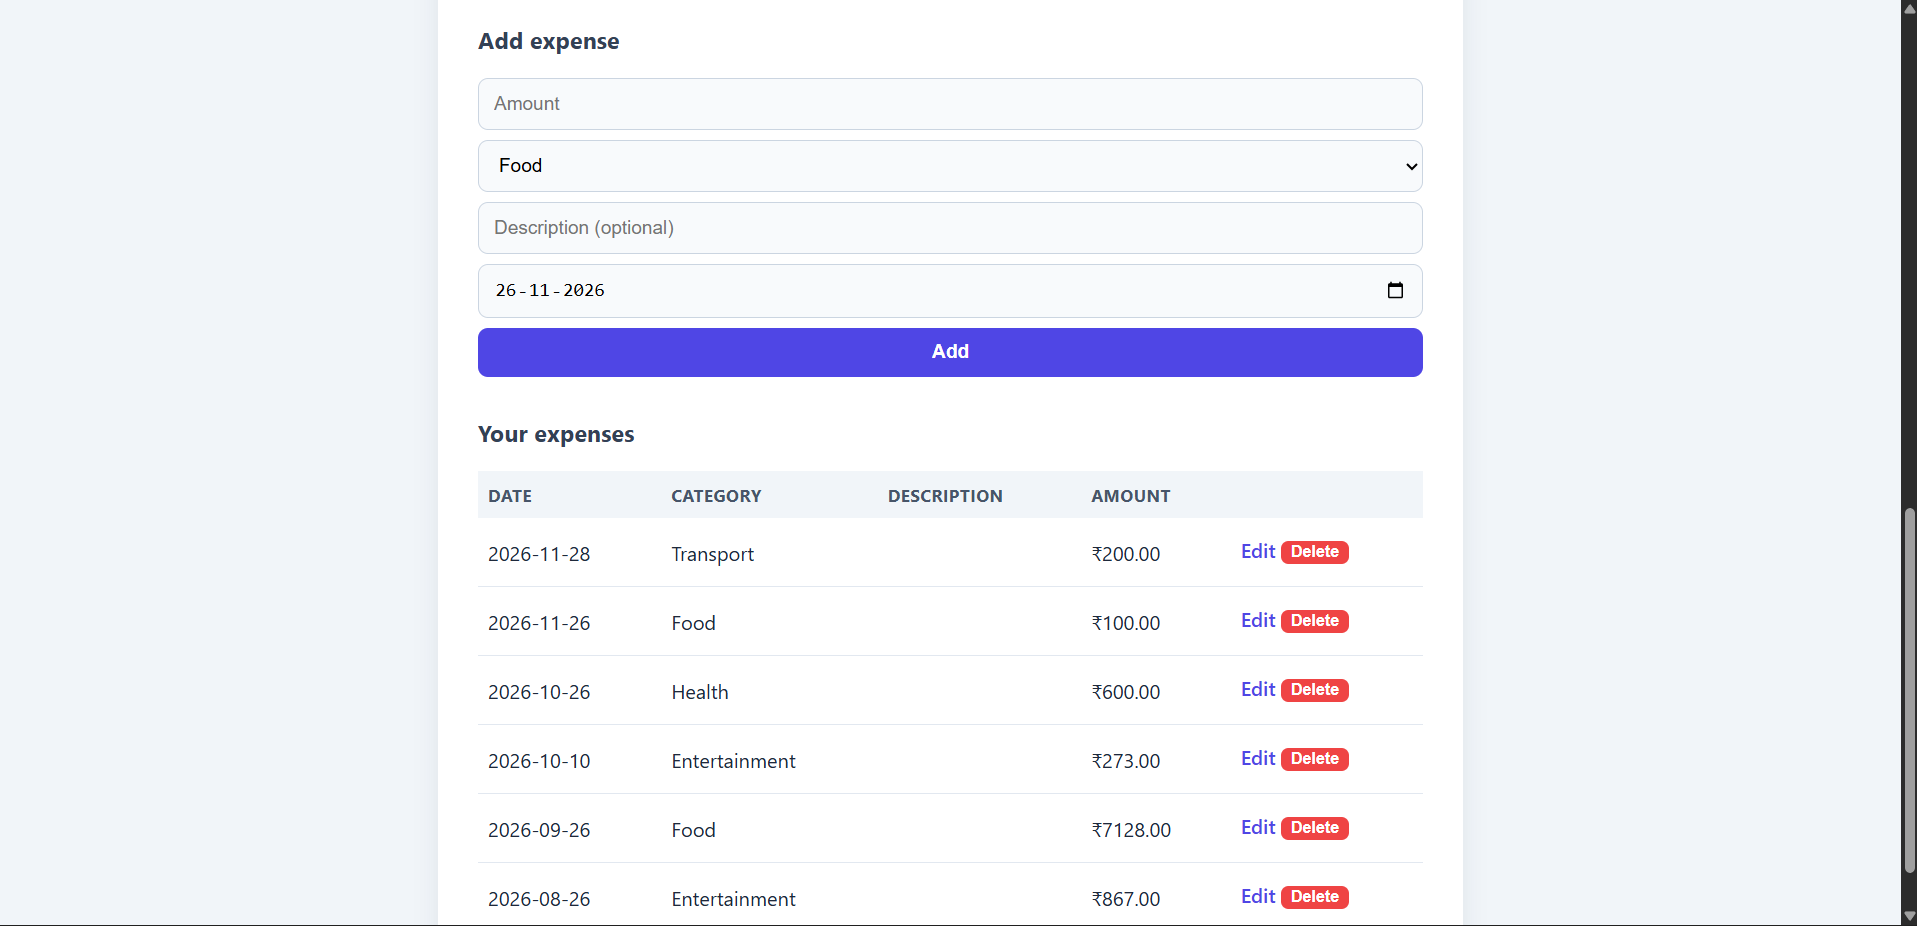 Add expense
Amount
Food
Description (optional)
26-11-2026
Add
Your expenses
DATE CATEGORY DESCRIPTION AMOUNT
2026-11-28 Transport ₹200.00 Edit Delete
2026-11-26 Food ₹100.00 Edit Delete
2026-10-26 Health ₹600.00 Edit Delete
2026-10-10 Entertainment ₹273.00 Edit Delete
2026-09-26 Food ₹7128.00 Edit Delete
2026-08-26 Entertainment ₹867.00 Edit Delete